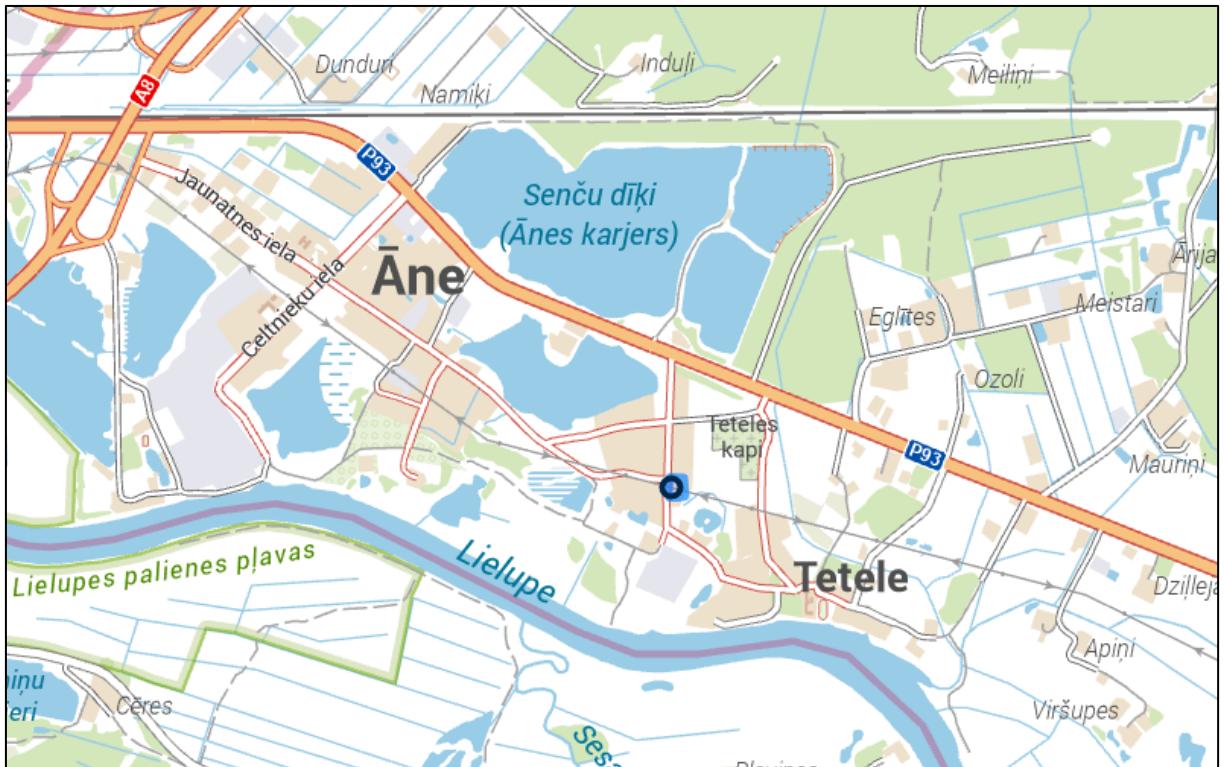 Dunduri
Induļi
Meiliņi
A8
Namiķi
P93
Jaunatnes iela
Senču dīķi
(Ānes karjers)
Āne
Celtnieku iela
Ārija
Meistari
Eglītes
Ozoli
Teteles
kapi
P93
Mauriņi
Lielupes palienes pļavas
Lielupe
Tetele
Dziļleja
Apiņi
Cēres
Viršupes